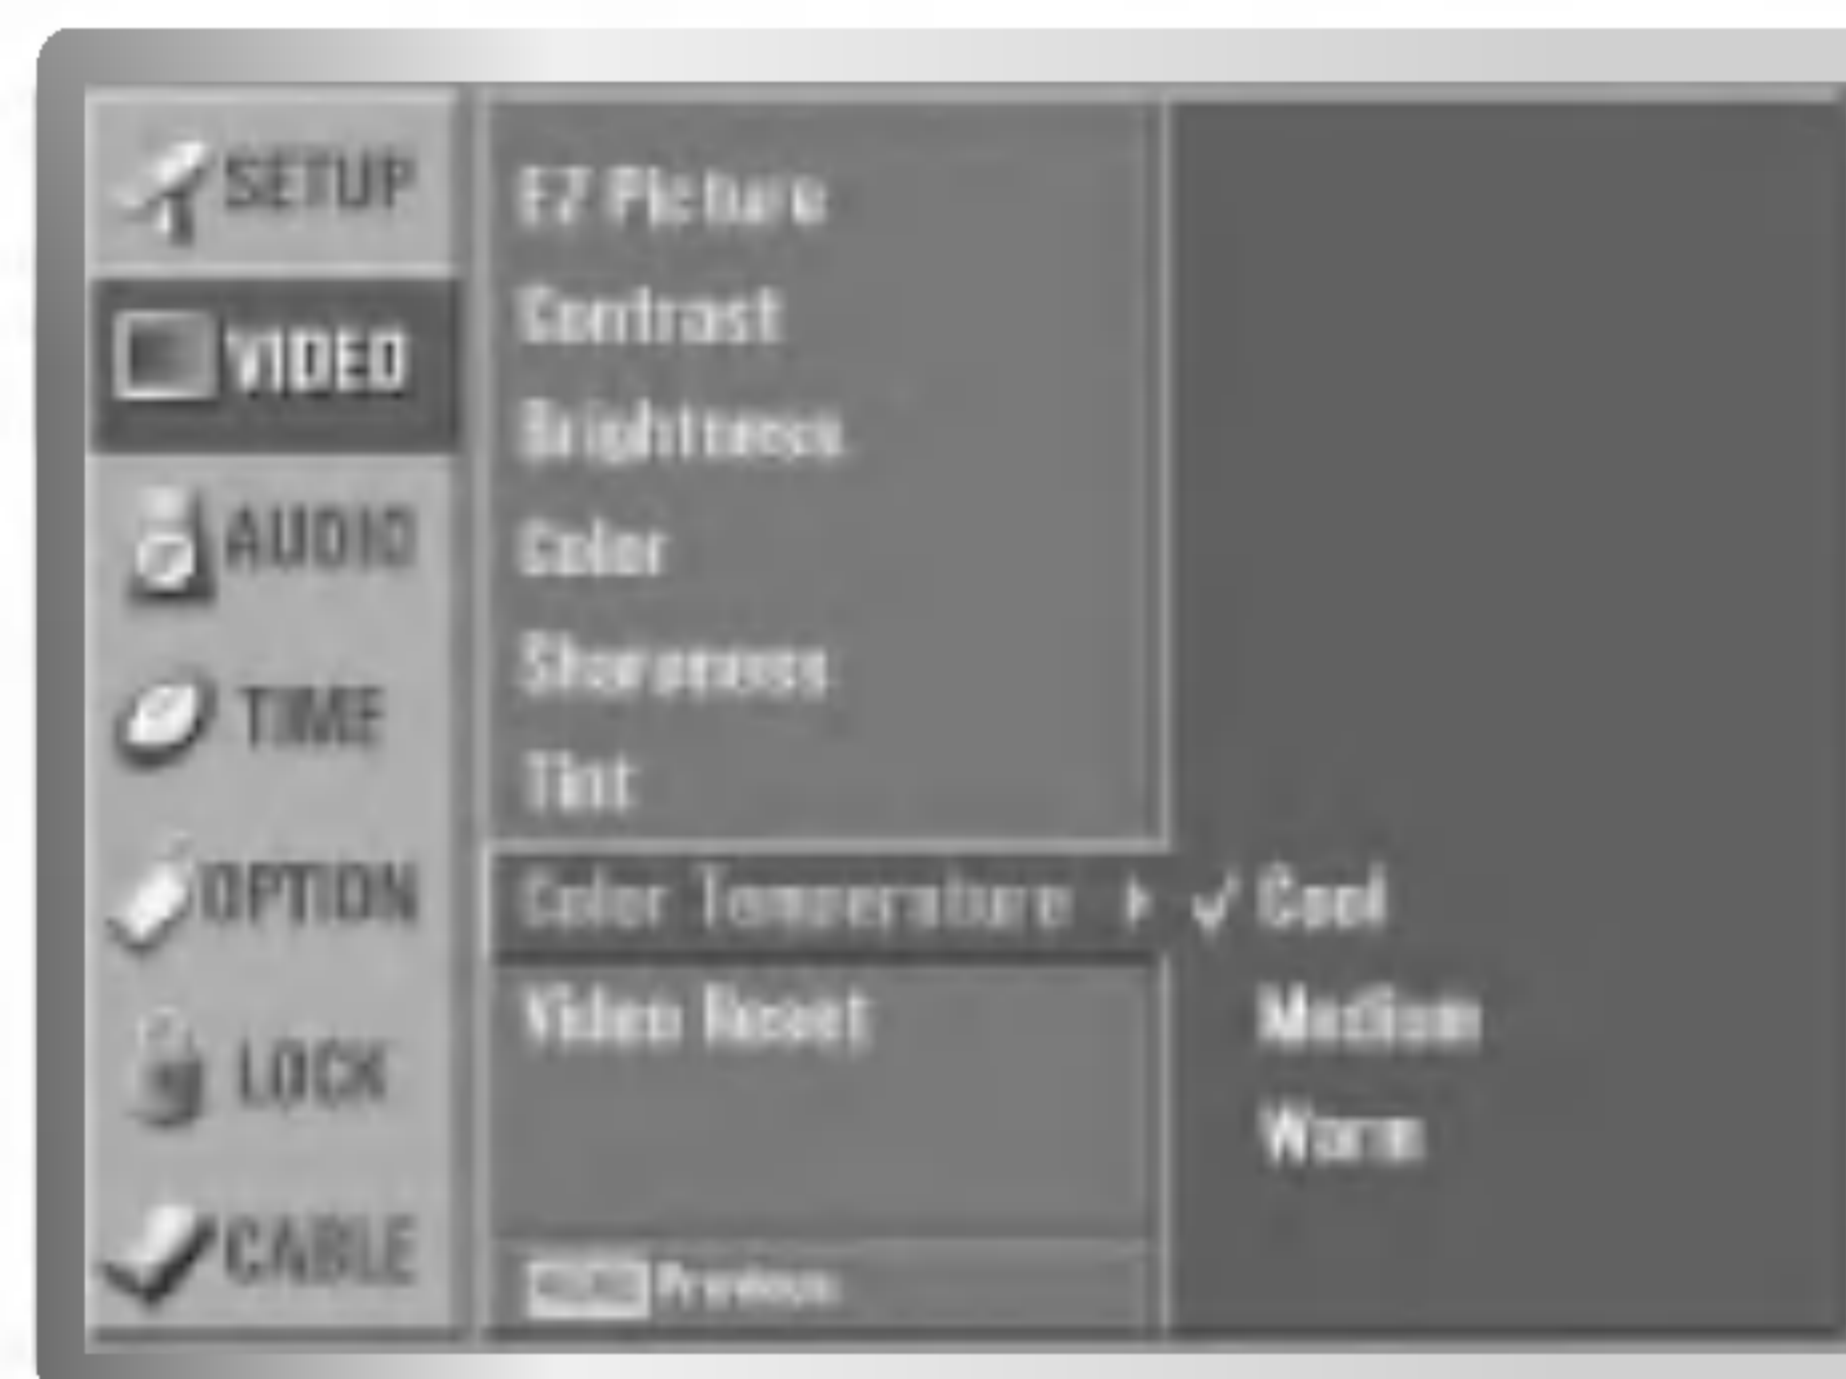 SETUP
VIDEO
AUDIO
TIME
OPTION
LOCK
CABLE
EZ Picture
Contrast
Brightness
Color
Sharpness
Tint
Color Temperature
Video Reset
Previous
Cool
Medium
Warm